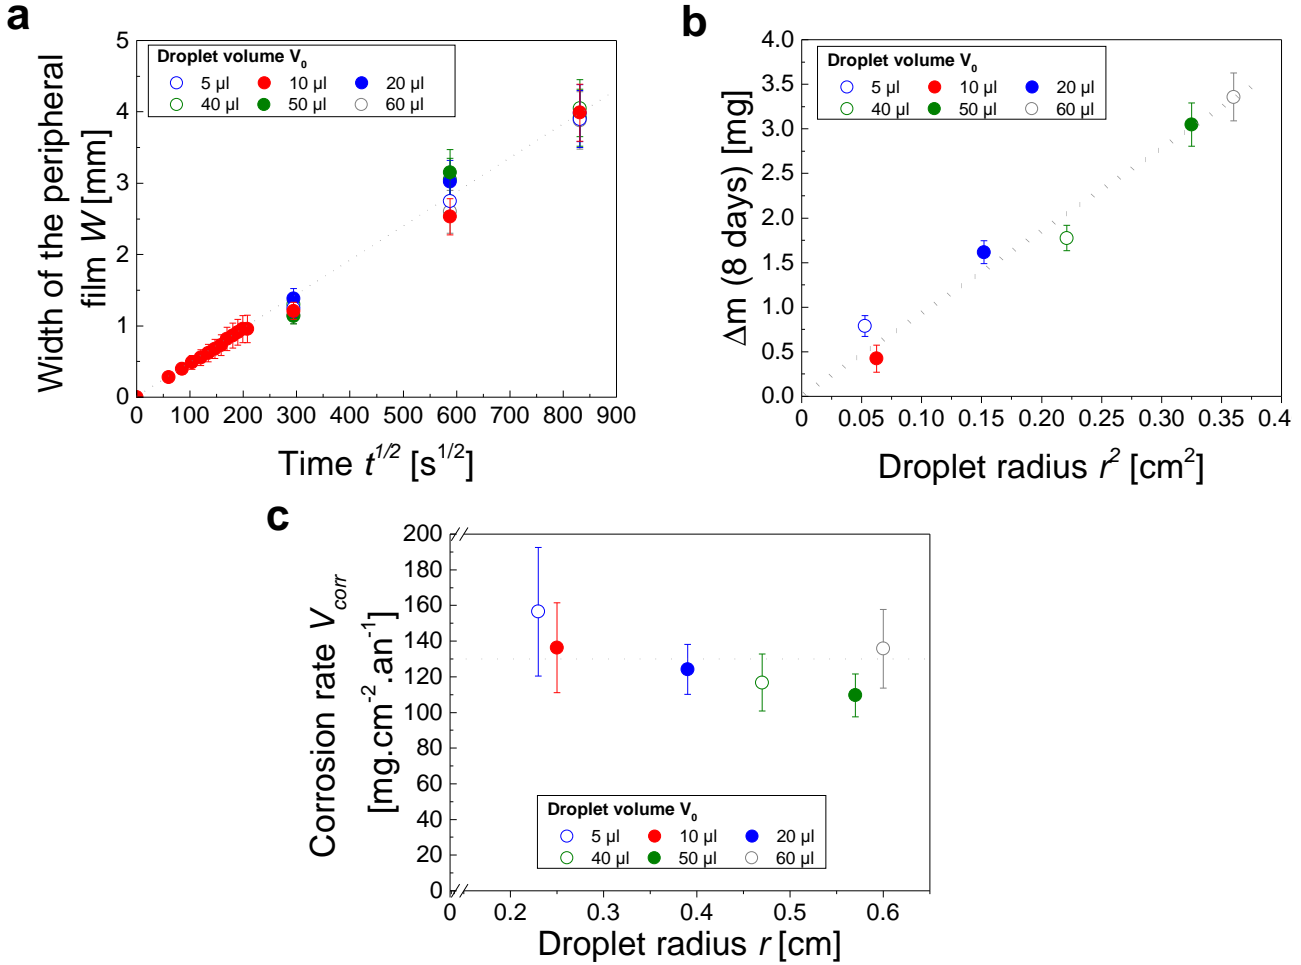 a
Width of the peripheral
film W [mm]
5
4
3
2
1
0
Droplet volume V0
5 µl 10 µl 20 µl
40 µl 50 µl 60 µl
0 100 200 300 400 500 600 700 800 900
Time t^1/2 [s^1/2]
b
Δm (8 days) [mg]
4.0
3.5
3.0
2.5
2.0
1.5
1.0
0.5
0.0
Droplet volume V0
5 µl 10 µl 20 µl
40 µl 50 µl 60 µl
0 0.05 0.10 0.15 0.20 0.25 0.30 0.35 0.4
Droplet radius r^2 [cm^2]
c
Corrosion rate Vcorr
[mg.cm^-2.an^-1]
200
180
160
140
120
100
80
60
40
20
0
Droplet volume V0
5 µl 10 µl 20 µl
40 µl 50 µl 60 µl
0 0.2 0.3 0.4 0.5 0.6
Droplet radius r [cm]